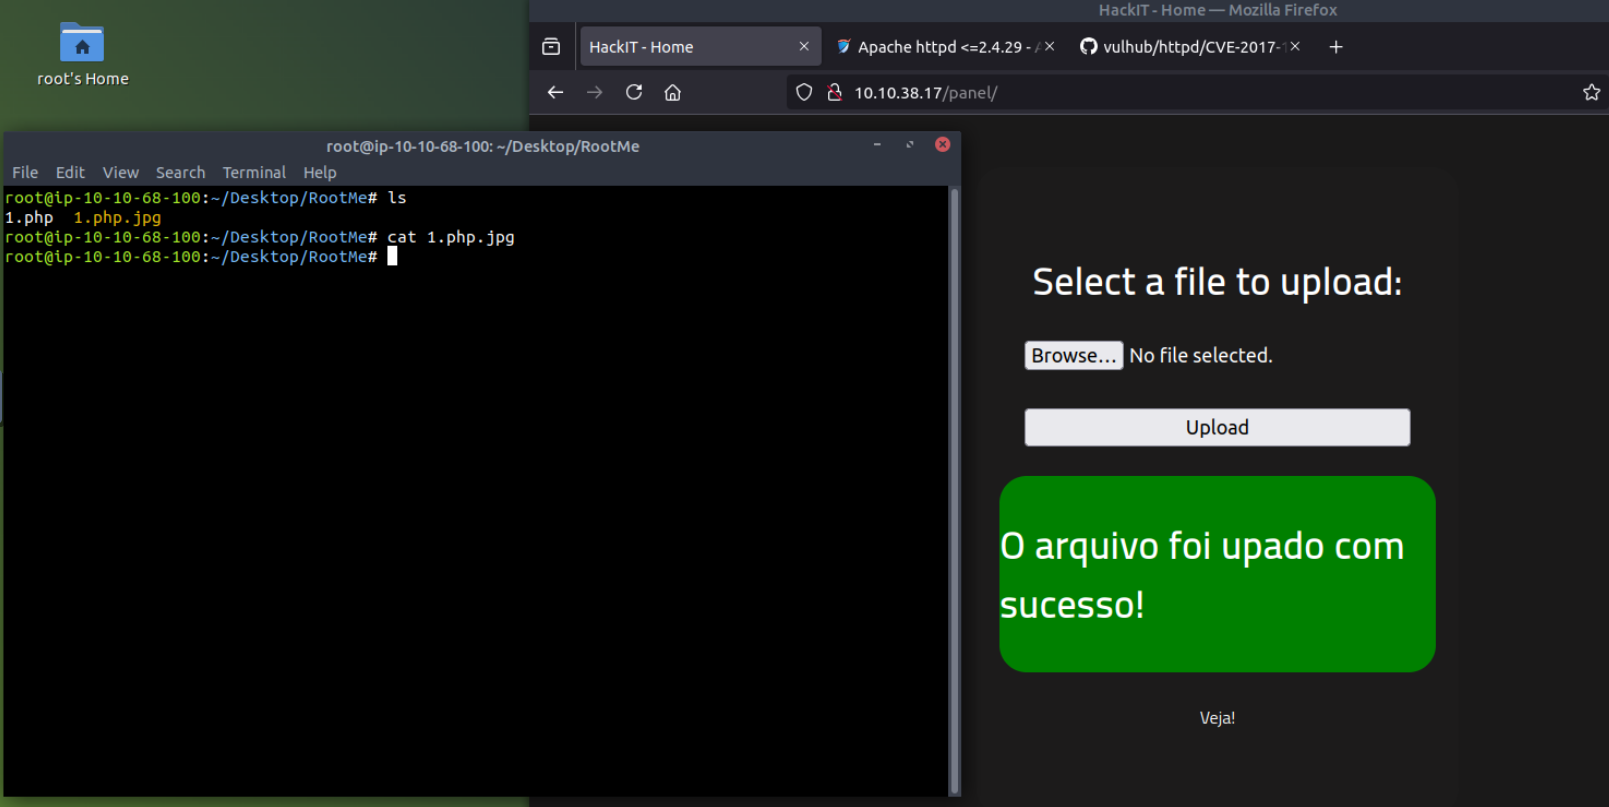 root's Home
HackIT - Home — Mozilla Firefox
HackIT - Home
Apache httpd <=2.4.29 -
vulhub/httpd/CVE-2017-1
10.10.38.17/panel/
root@ip-10-10-68-100: ~/Desktop/RootMe
File Edit View Search Terminal Help
root@ip-10-10-68-100:~/Desktop/RootMe# ls
1.php 1.php.jpg
root@ip-10-10-68-100:~/Desktop/RootMe# cat 1.php.jpg
root@ip-10-10-68-100:~/Desktop/RootMe#
Select a file to upload:
Browse... No file selected.
Upload
O arquivo foi upado com
sucesso!
Veja!